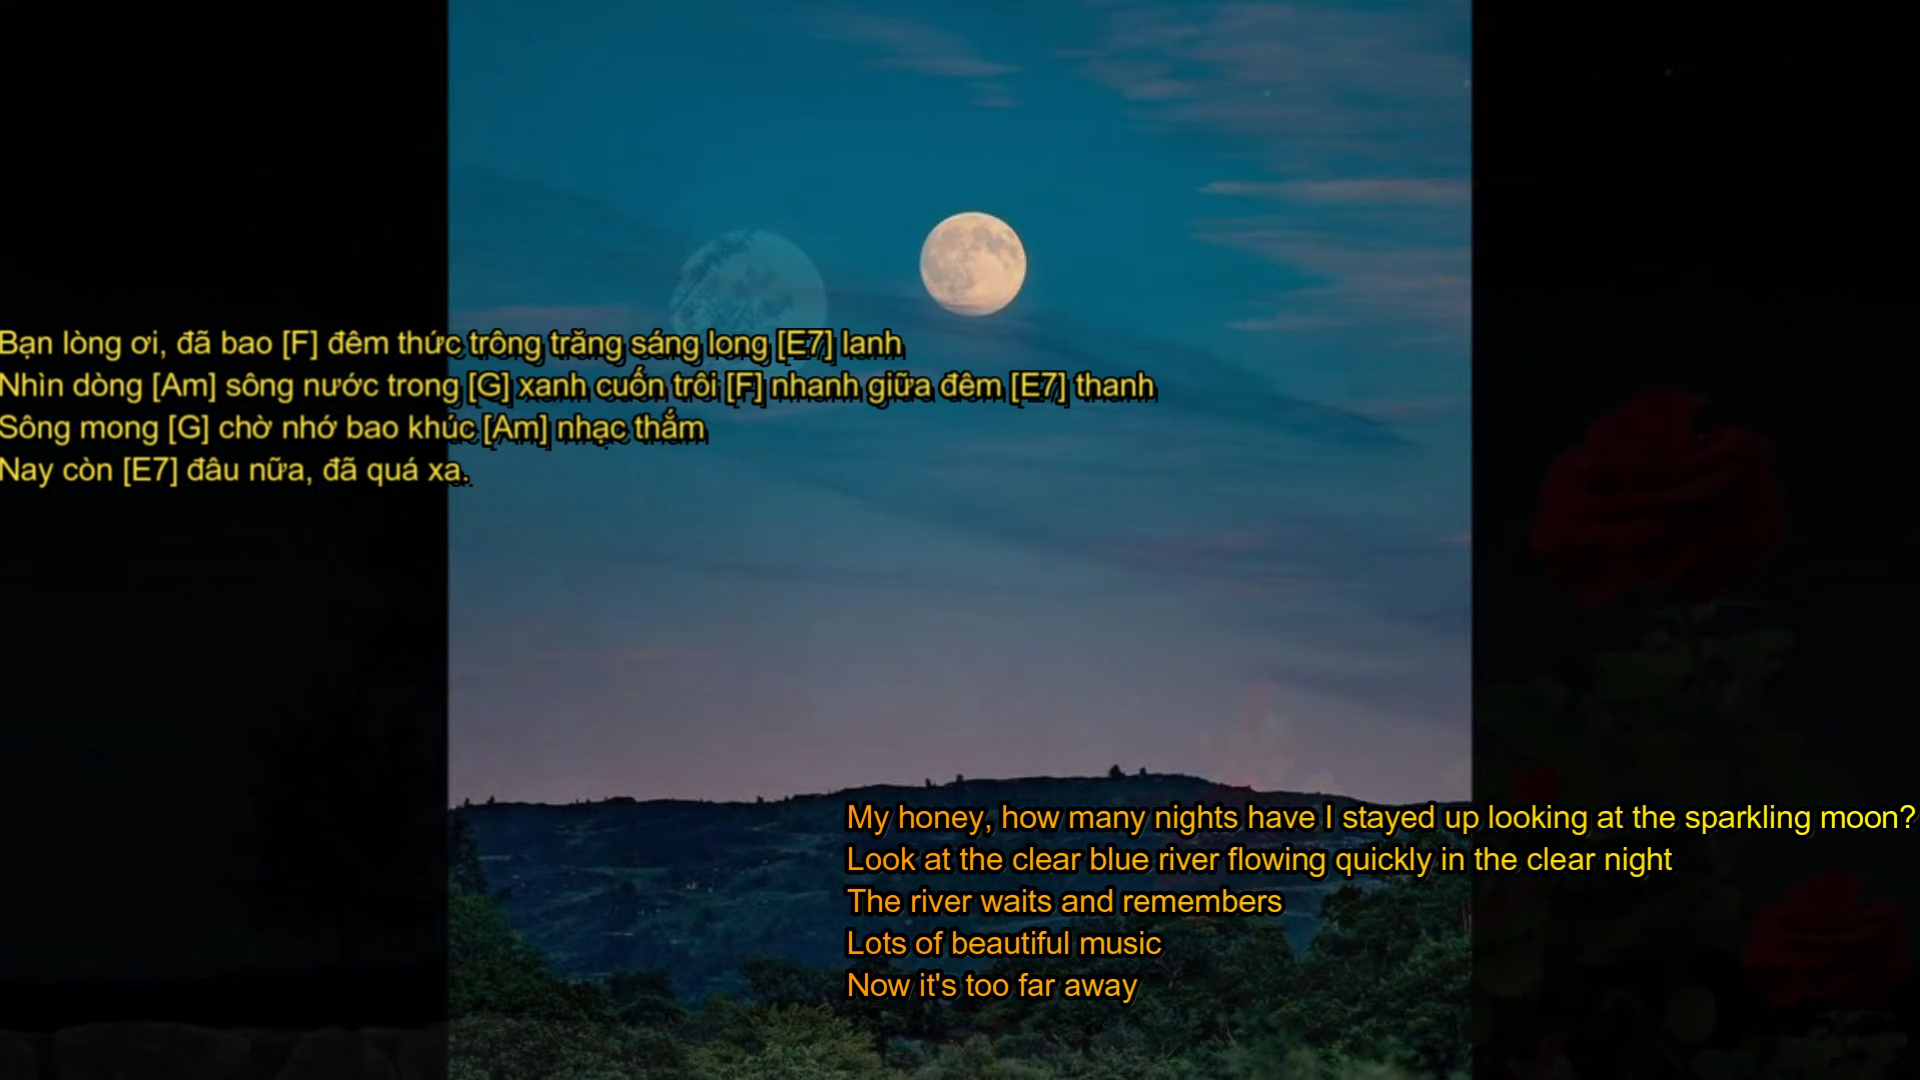 Bạn lòng ơi, đã bao [F] đêm thức trông trăng sáng long [E7] lanh
Nhìn dòng [Am] sông nước trong [G] xanh cuốn trôi [F] nhanh giữa đêm [E7] thanh
Sông mong [G] chờ nhớ bao khúc [Am] nhạc thắm
Nay còn [E7] đâu nữa, đã quá xa.
My honey, how many nights have I stayed up looking at the sparkling moon?
Look at the clear blue river flowing quickly in the clear night
The river waits and remembers
Lots of beautiful music
Now it's too far away